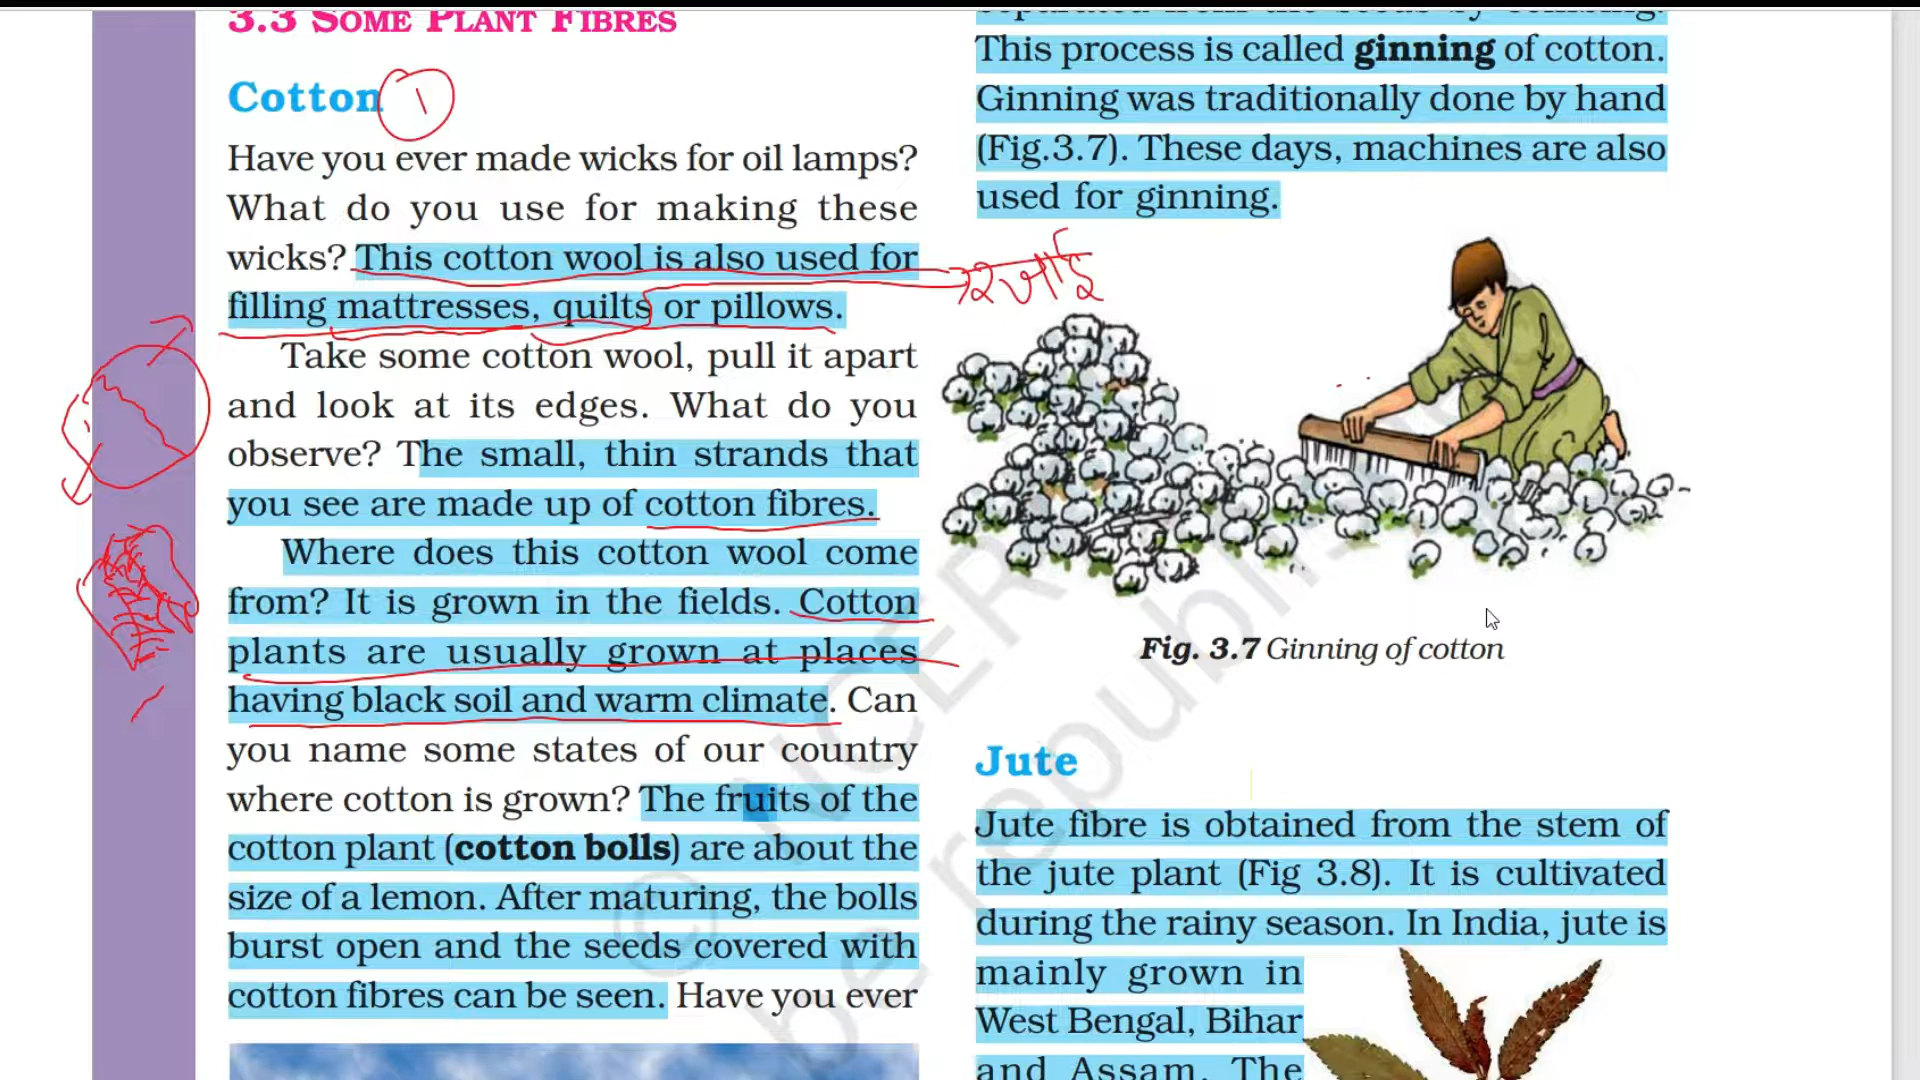 3.3 SOME PLANT FIBRES
Cotton 1
Have you ever made wicks for oil lamps?
What do you use for making these
wicks? This cotton wool is also used for
filling mattresses, quilts or pillows.
Take some cotton wool, pull it apart
and look at its edges. What do you
observe? The small, thin strands that
you see are made up of cotton fibres.
Where does this cotton wool come
from? It is grown in the fields. Cotton
plants are usually grown at places
having black soil and warm climate. Can
you name some states of our country
where cotton is grown? The fruits of the
cotton plant (cotton bolls) are about the
size of a lemon. After maturing, the bolls
burst open and the seeds covered with
cotton fibres can be seen. Have you ever
separated from the seeds by combing.
This process is called ginning of cotton.
Ginning was traditionally done by hand
(Fig.3.7). These days, machines are also
used for ginning.
रजाई
Fig. 3.7 Ginning of cotton
Jute
Jute fibre is obtained from the stem of
the jute plant (Fig 3.8). It is cultivated
during the rainy season. In India, jute is
mainly grown in
West Bengal, Bihar
and Assam. The
© NCERT
be republished